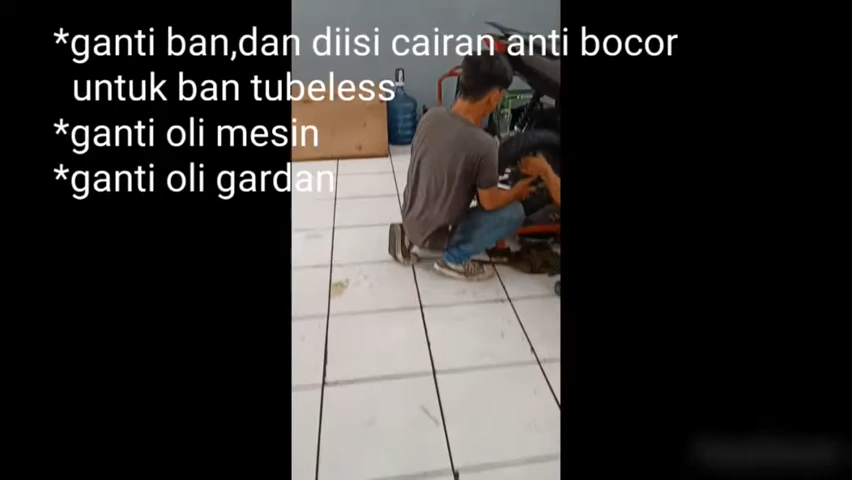 *ganti ban,dan diisi cairan anti bocor
untuk ban tubeless
*ganti oli mesin
*ganti oli gardan